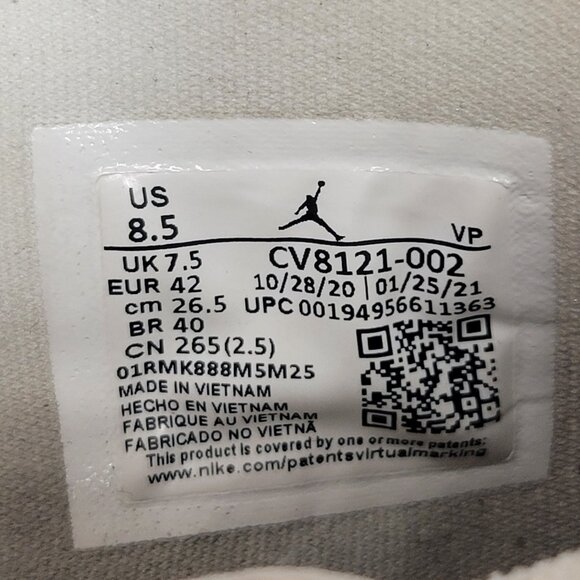 US
8.5
VP
UK 7.5
CV8121-002
EUR 42
10/28/20 | 01/25/21
cm 26.5
UPC 00194956611363
BR 40
CN 265(2.5)
01RMK888M5M25
MADE IN VIETNAM
HECHO EN VIETNAM
FABRIQUE AU VIETNAM
FABRICADO NO VIETNÃ
This product is covered by one or more patents:
www.nike.com/patentsvirtualmarking